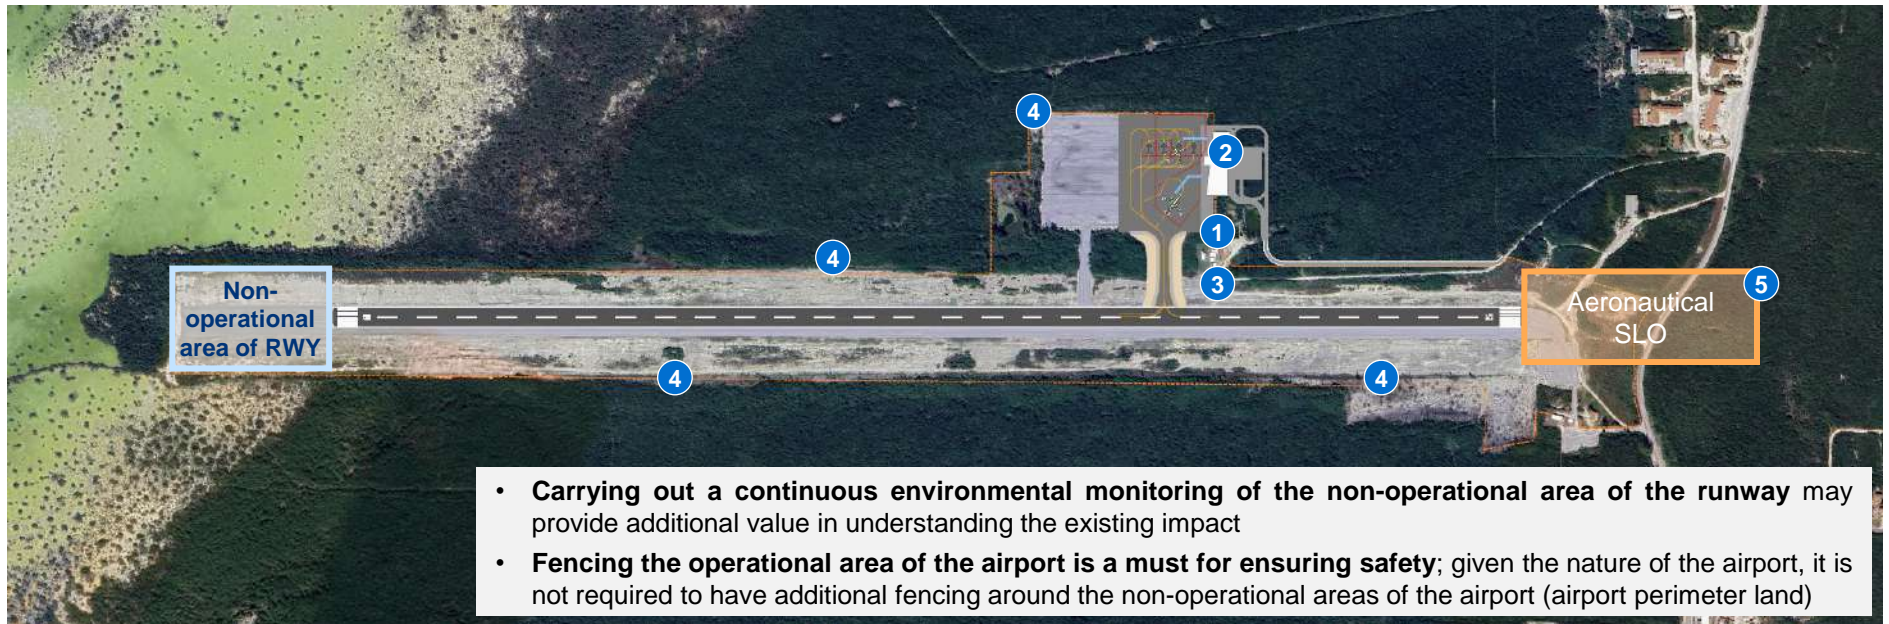 4
2
1
4
3
5
Non-
operational
area of RWY
Aeronautical
SLO
4
4
• Carrying out a continuous environmental monitoring of the non-operational area of the runway may
provide additional value in understanding the existing impact
• Fencing the operational area of the airport is a must for ensuring safety; given the nature of the airport, it is
not required to have additional fencing around the non-operational areas of the airport (airport perimeter land)